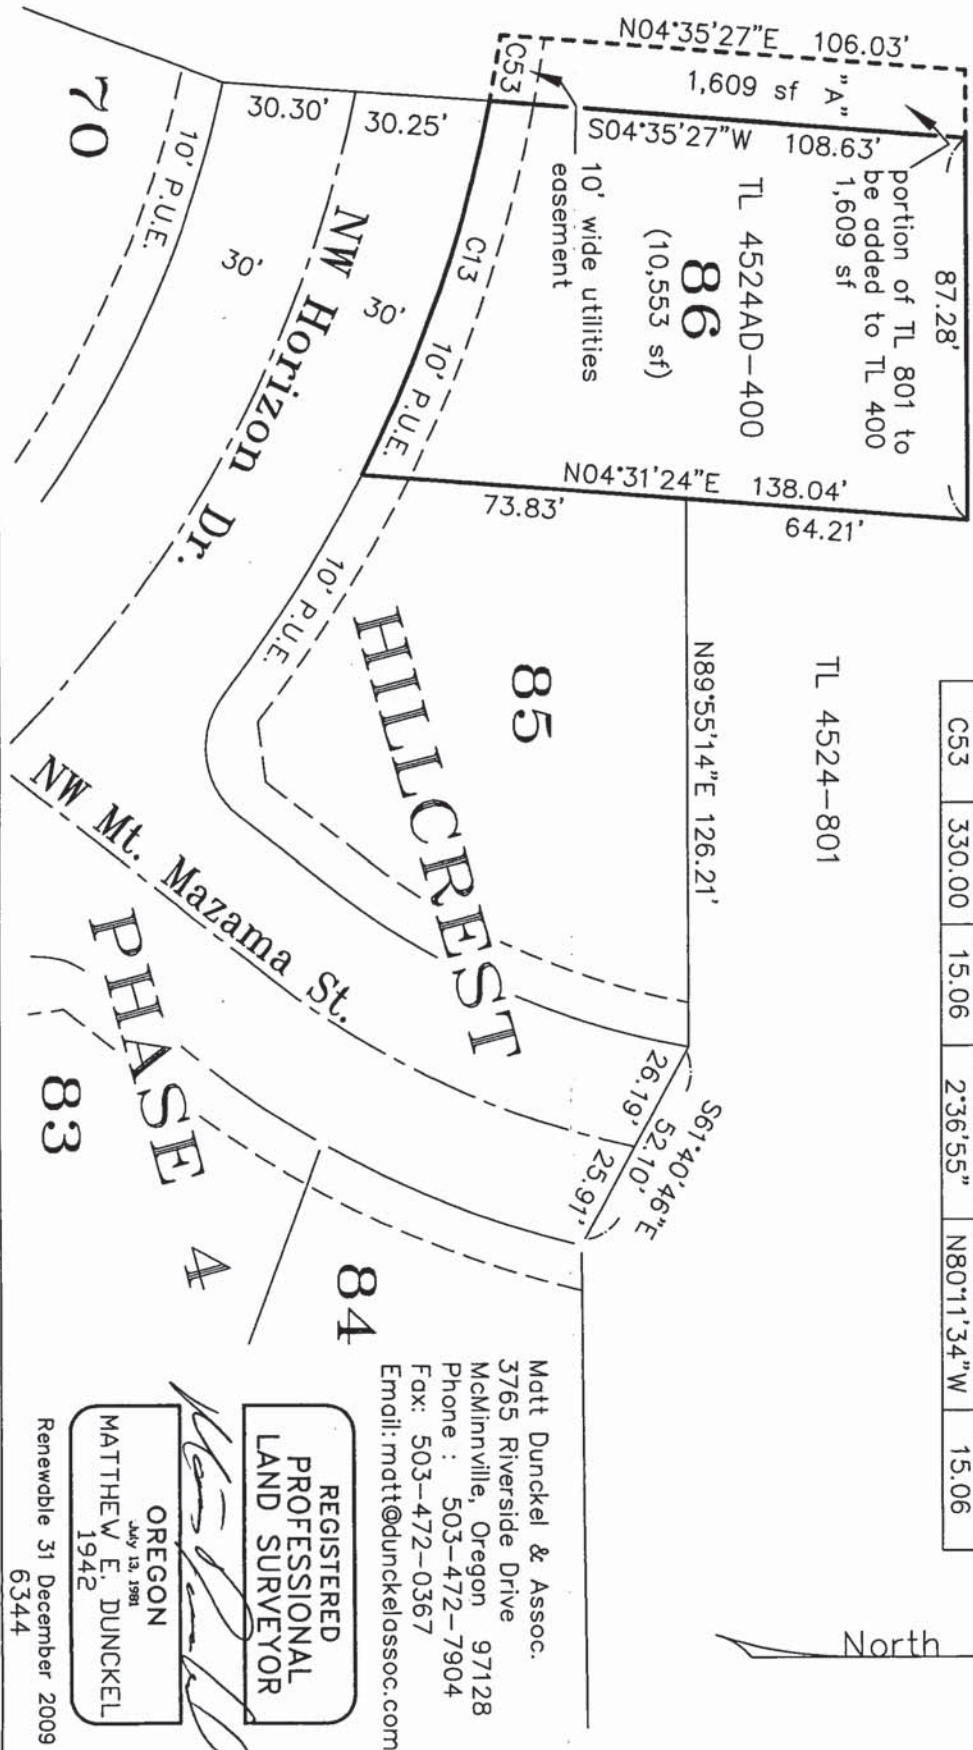 C53 330.00 15.06 2°36'55" N80°11'34"W 15.06
North
N04°35'27"E 106.03'
"A"
1,609 sf
C53
S04°35'27"W 108.63'
87.28'
portion of TL 801 to
be added to TL 400
1,609 sf
TL 4524AD-400
86
(10,553 sf)
10' wide utilities
easement
C13
10' P.U.E.
N04°31'24"E 138.04'
73.83'
64.21'
TL 4524-801
N89°55'14"E 126.21'
85
10' P.U.E.
30.30'
30.25'
30'
30'
NW Horizon Dr.
70
10' P.U.E.
HILLCREST
PHASE 4
NW Mt. Mazama St.
S61°40'46"E
52.10'
26.19'
25.91'
83
84
Matt Dunckel & Assoc.
3765 Riverside Drive
McMinnville, Oregon 97128
Phone : 503-472-7904
Fax: 503-472-0367
Email: matt@dunckelassoc.com
REGISTERED
PROFESSIONAL
LAND SURVEYOR
OREGON
July 13, 1981
MATTHEW E. DUNCKEL
1942
Renewable 31 December 2009
6344